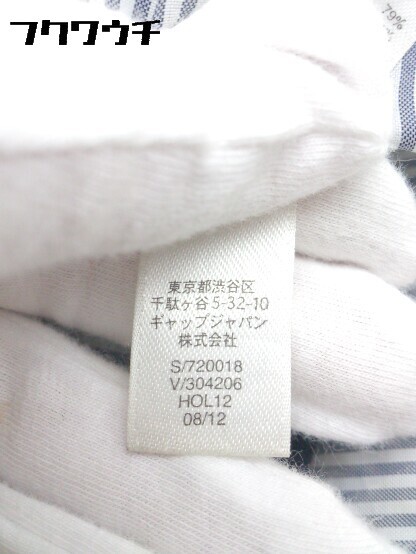 フクワウチ
79%
東京都渋谷区
千駄ヶ谷5-32-10
ギャップジャパン
株式会社
S/720018
V/304206
HOL12
08/12